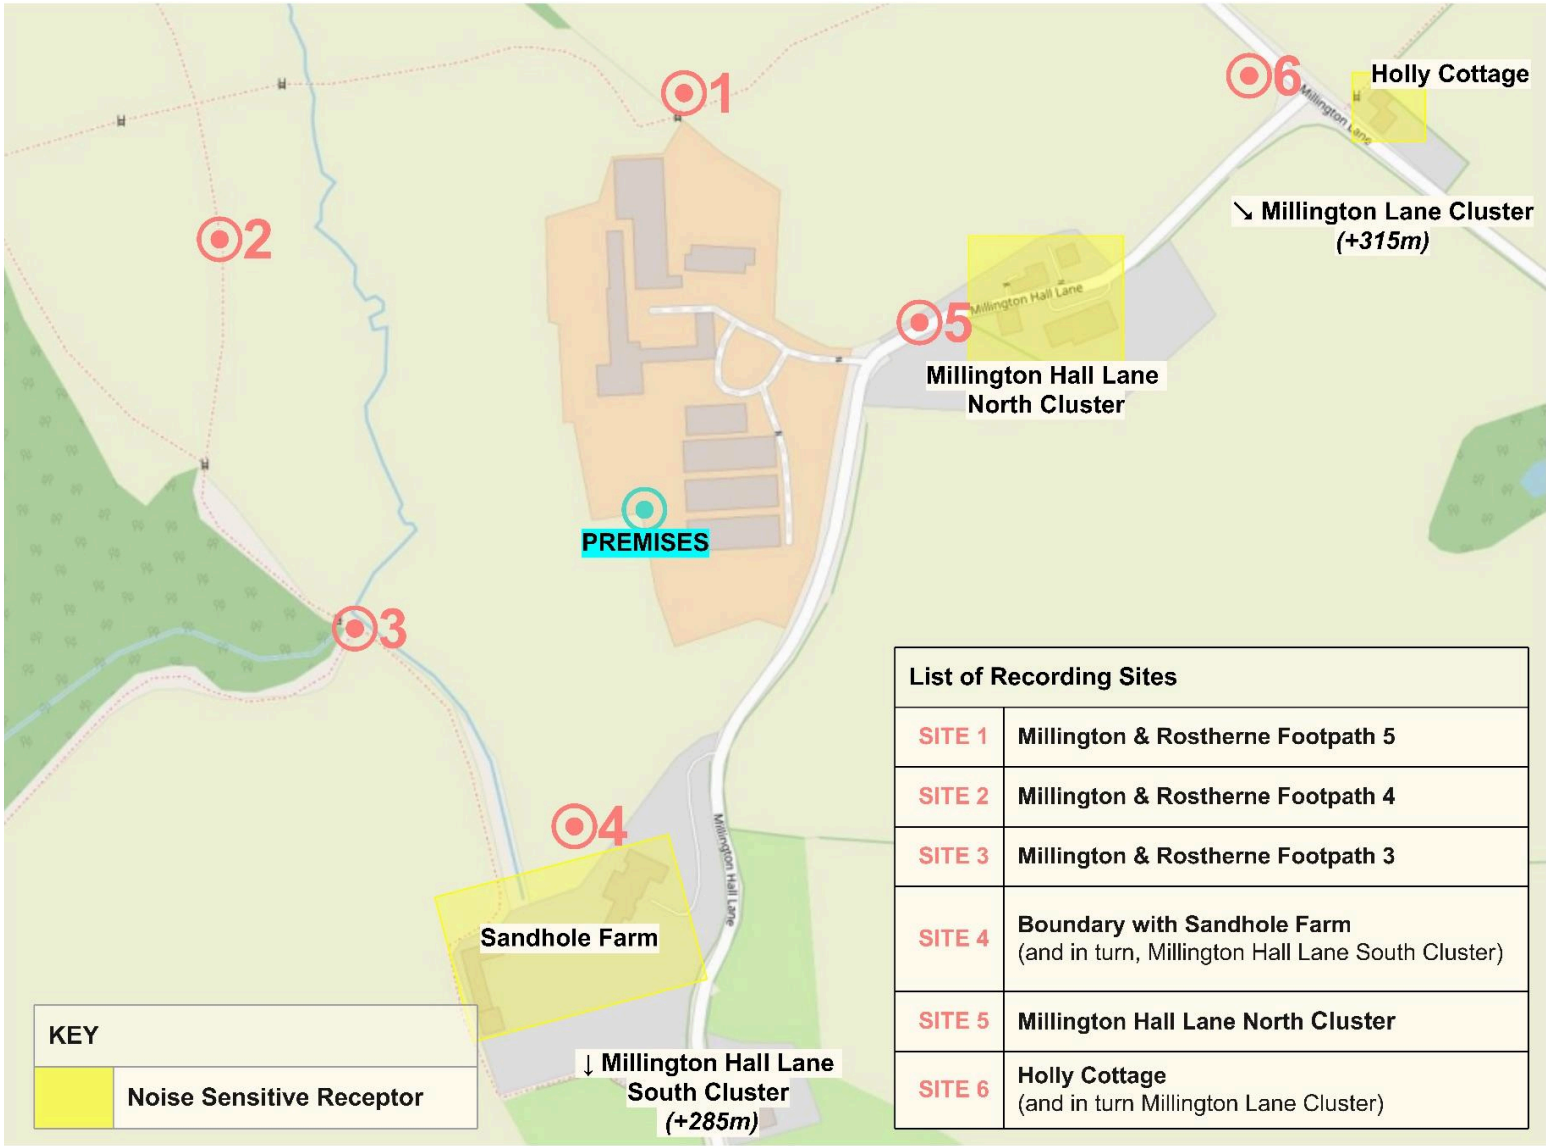 1
6
Holly Cottage
Millington Lane
Millington Lane
2
↘ Millington Lane Cluster
(+315m)
Millington Hall Lane
5
Millington Hall Lane
North Cluster
PREMISES
3
4
Millington Hall Lane
Sandhole Farm
↓ Millington Hall Lane
South Cluster
(+285m)
KEY
Noise Sensitive Receptor
List of Recording Sites
SITE 1 Millington & Rostherne Footpath 5
SITE 2 Millington & Rostherne Footpath 4
SITE 3 Millington & Rostherne Footpath 3
SITE 4 Boundary with Sandhole Farm
(and in turn, Millington Hall Lane South Cluster)
SITE 5 Millington Hall Lane North Cluster
SITE 6 Holly Cottage
(and in turn Millington Lane Cluster)